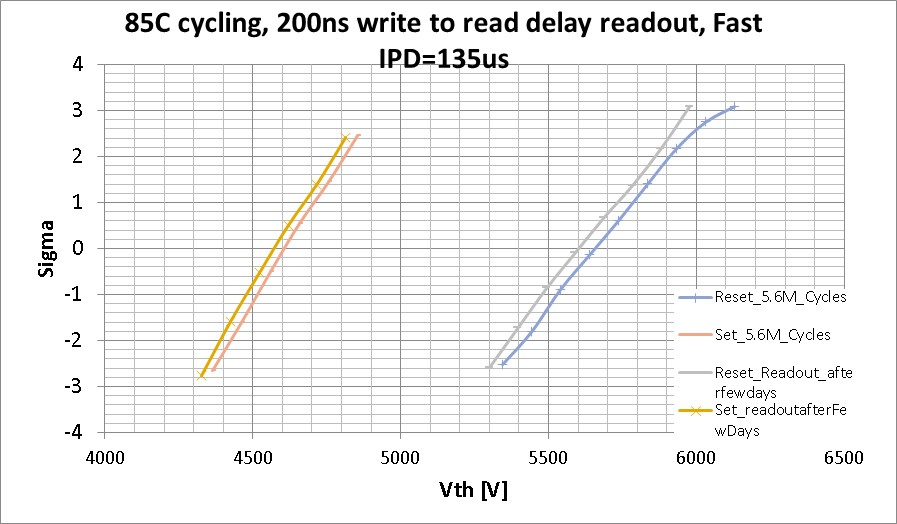 85C cycling, 200ns write to read delay readout, Fast
IPD=135us
4
3
2
1
0
-1
-2
-3
-4
Sigma
4000 4500 5000 5500 6000 6500
Vth [V]
Reset_5.6M_Cycles
Set_5.6M_Cycles
Reset_Readout_afte
rfewdays
Set_readoutafterFe
wDays